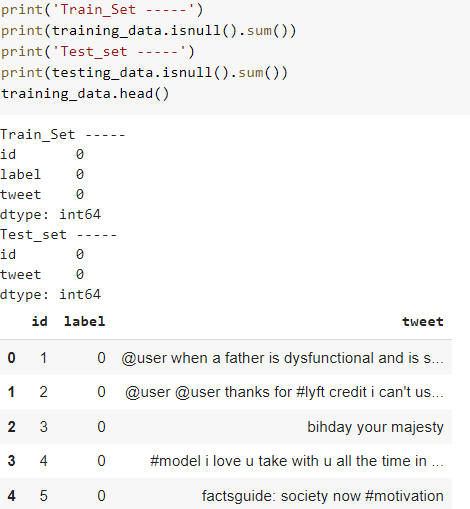 print('Train_Set -----')
print(training_data.isnull().sum())
print('Test_set -----')
print(testing_data.isnull().sum())
training_data.head()
Train_Set -----
id 0
label 0
tweet 0
dtype: int64
Test_set -----
id 0
tweet 0
dtype: int64
id label tweet
0 1 0 @user when a father is dysfunctional and is s...
1 2 0 @user @user thanks for #lyft credit i can't us...
2 3 0 bihday your majesty
3 4 0 #model i love u take with u all the time in ...
4 5 0 factsguide: society now #motivation